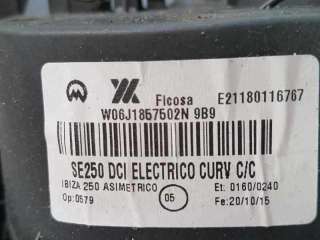 Ficosa E21180116767
W06J1857502N 9B9
SE250 DCI ELECTRICO CURV C/C
IBIZA 250 ASIMETRICO 05 Et: 0160/0240
Op:0579 Fe:20/10/15